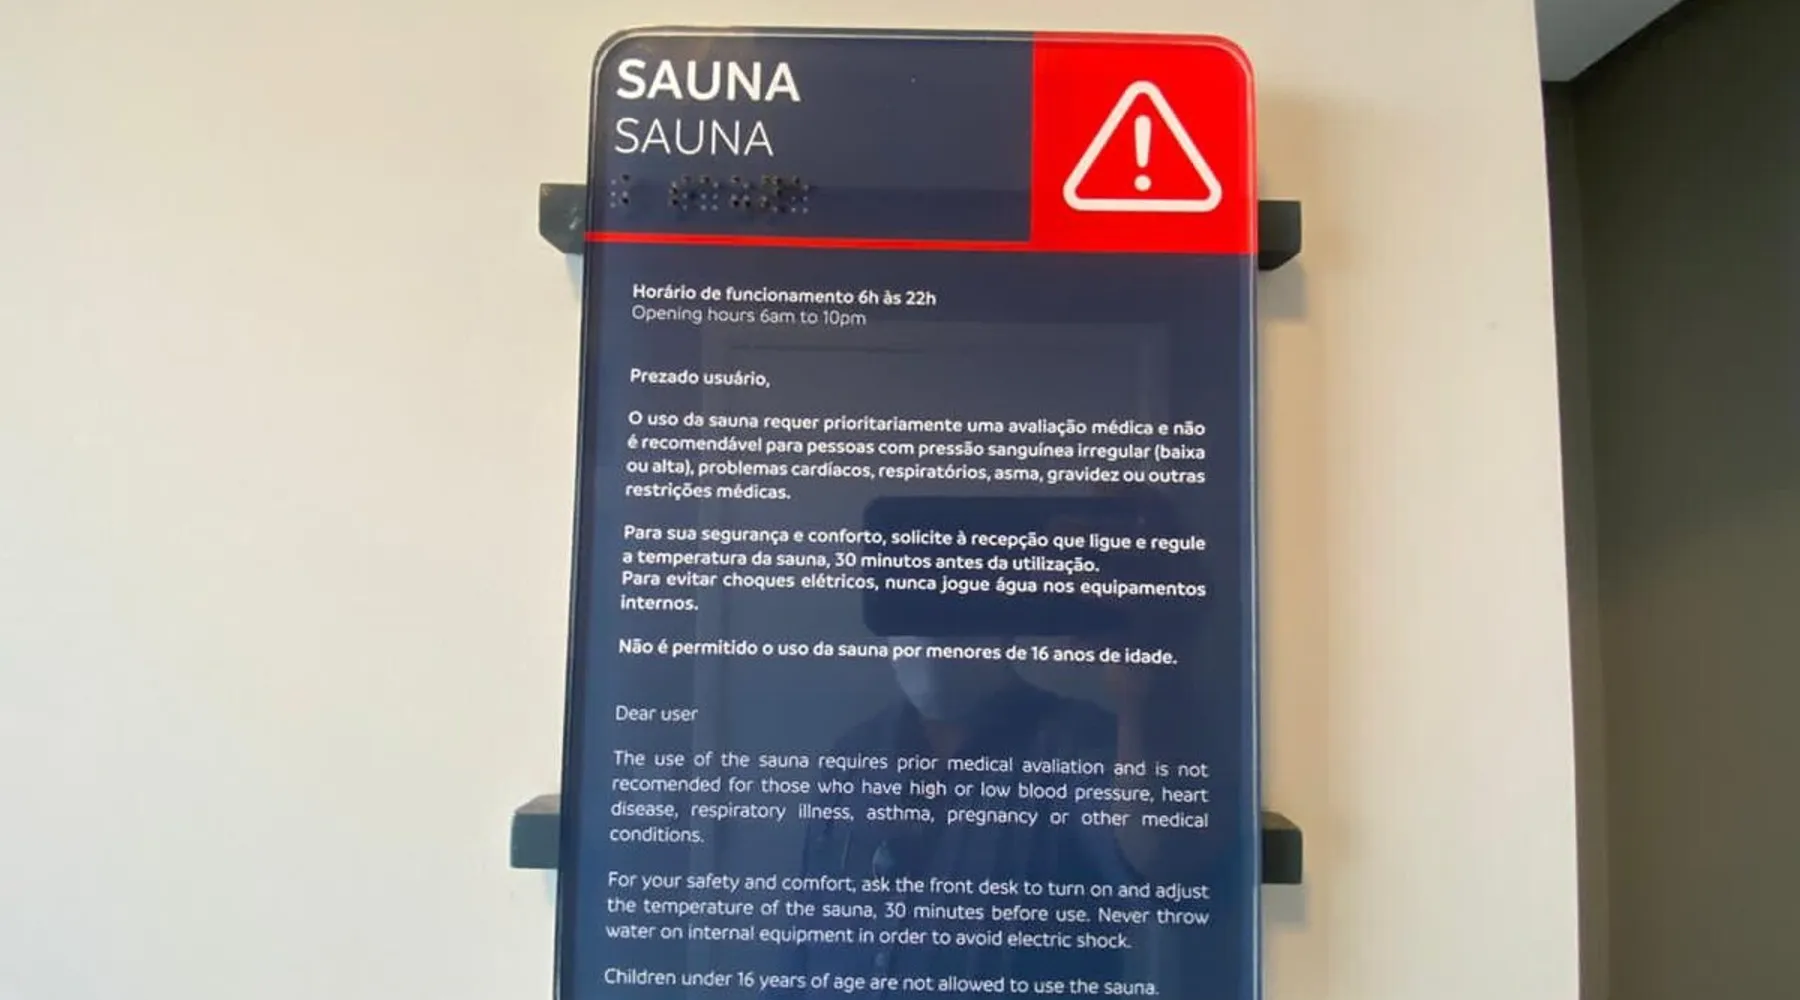 SAUNA
SAUNA
Horário de funcionamento 6h às 22h
Opening hours 6am to 10pm
Prezado usuário,
O uso da sauna requer prioritariamente uma avaliação médica e não
é recomendável para pessoas com pressão sanguínea irregular (baixa
ou alta), problemas cardíacos, respiratórios, asma, gravidez ou outras
restrições médicas.
Para sua segurança e conforto, solicite à recepção que ligue e regule
a temperatura da sauna, 30 minutos antes da utilização.
Para evitar choques elétricos, nunca jogue água nos equipamentos
internos.
Não é permitido o uso da sauna por menores de 16 anos de idade.
Dear user
The use of the sauna requires prior medical avaliation and is not
recomended for those who have high or low blood pressure, heart
disease, respiratory illness, asthma, pregnancy or other medical
conditions.
For your safety and comfort, ask the front desk to turn on and adjust
the temperature of the sauna, 30 minutes before use. Never throw
water on internal equipment in order to avoid electric shock.
Children under 16 years of age are not allowed to use the sauna.